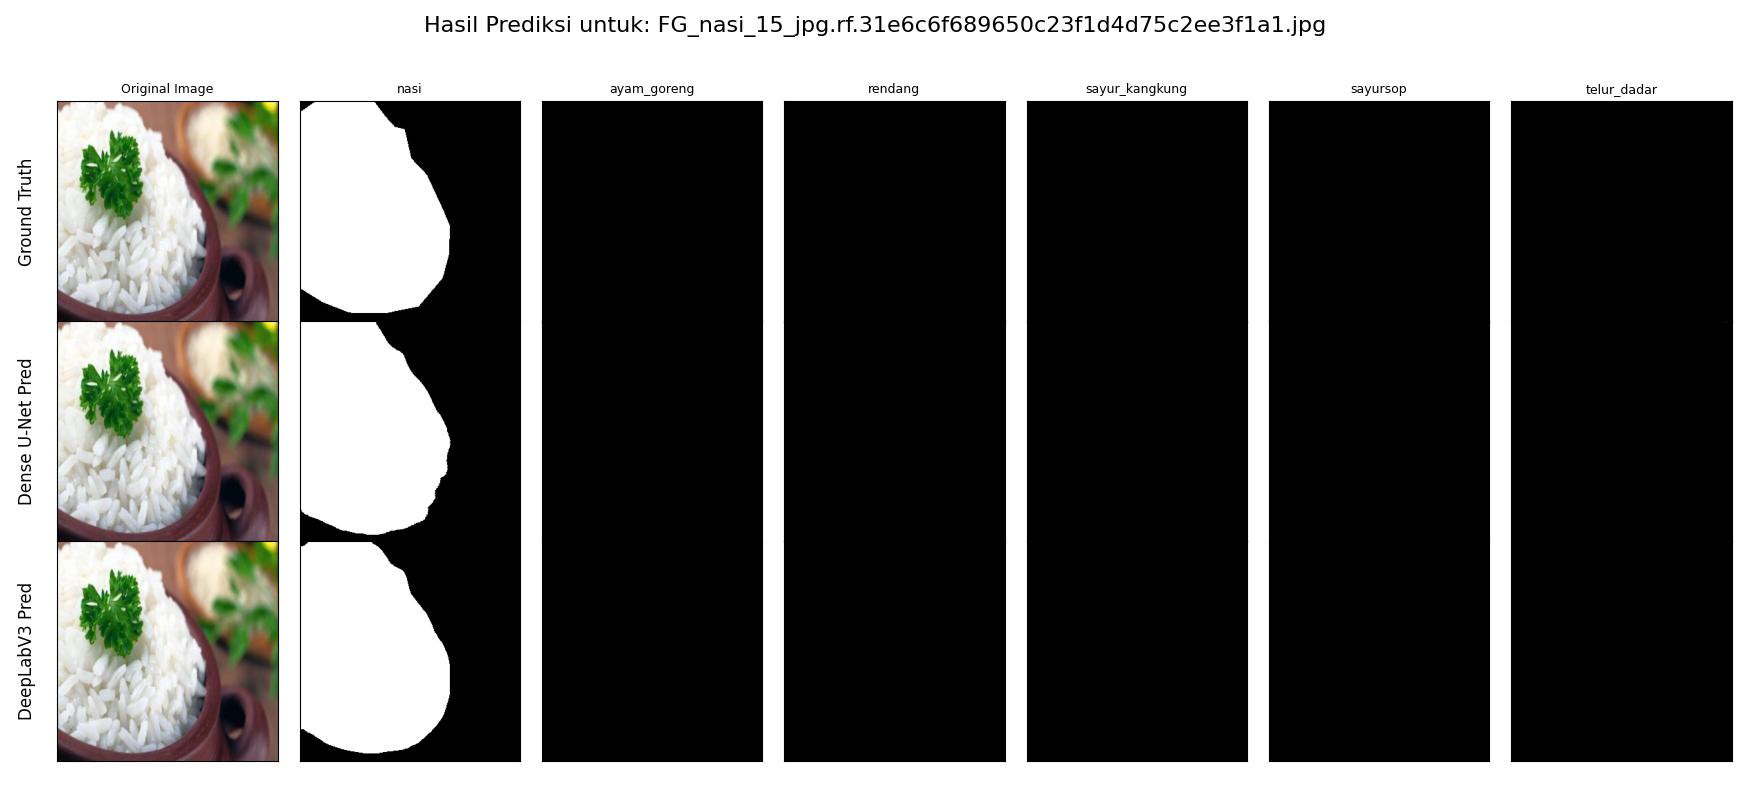 Hasil Prediksi untuk: FG_nasi_15_jpg.rf.31e6c6f689650c23f1d4d75c2ee3f1a1.jpg
Original Image
nasi
ayam_goreng
rendang
sayur_kangkung
sayursop
telur_dadar
Ground Truth
Dense U-Net Pred
DeepLabV3 Pred